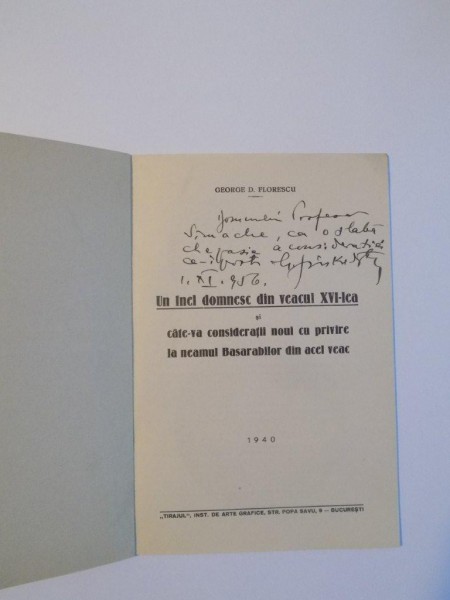 GEORGE D. FLORESCU
Domnului Profesor
Simache, ca o slabă
chezăsie a considerației
ce-i port
1. XI. 956.
Un inel domnesc din veacul XVI-lea
și
câte-va considerații noui cu privire
la neamul Basarabilor din acel veac
1940
„TIRAJUL", INST. DE ARTE GRAFICE, STR. POPA SAVU, 9 — BUCUREȘTI